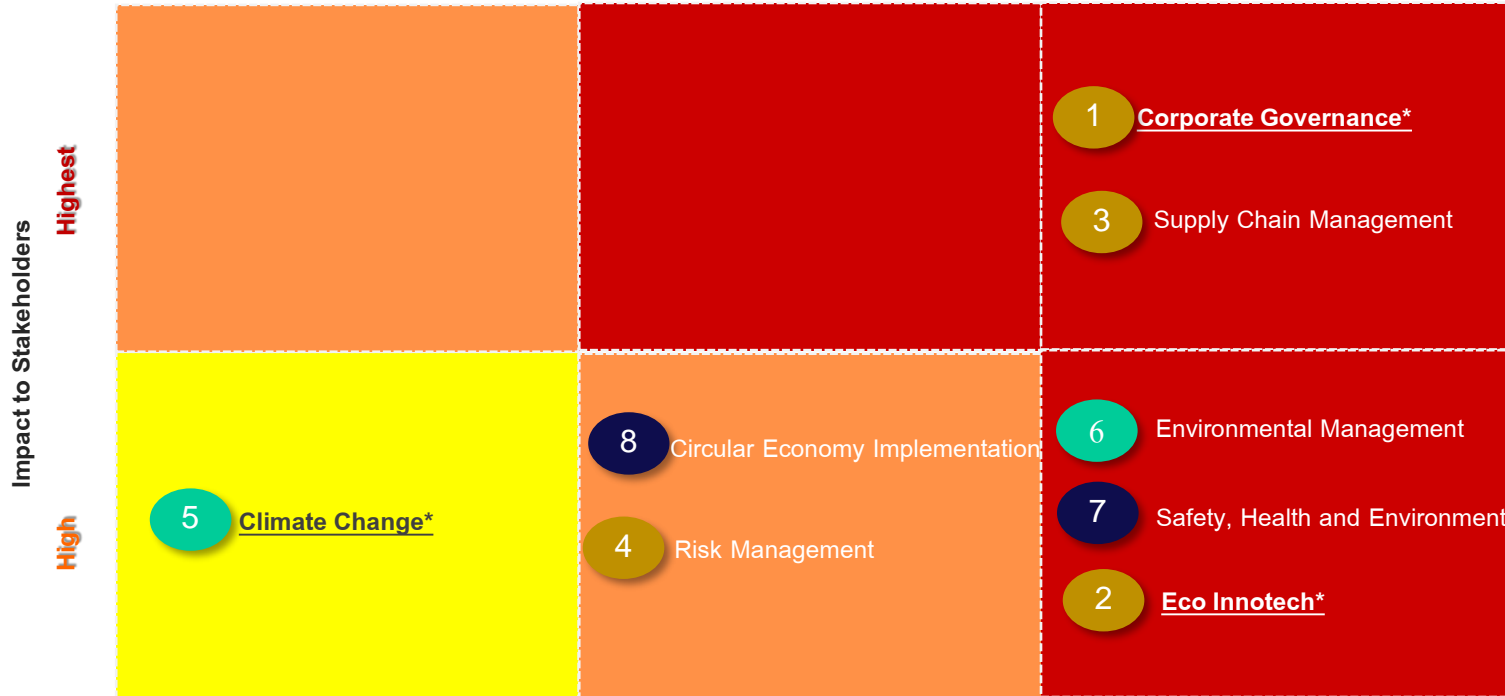 Impact to Stakeholders
Highest
High
1 Corporate Governance*
3 Supply Chain Management
6 Environmental Management
8 Circular Economy Implementation
7 Safety, Health and Environment
5 Climate Change*
4 Risk Management
2 Eco Innotech*